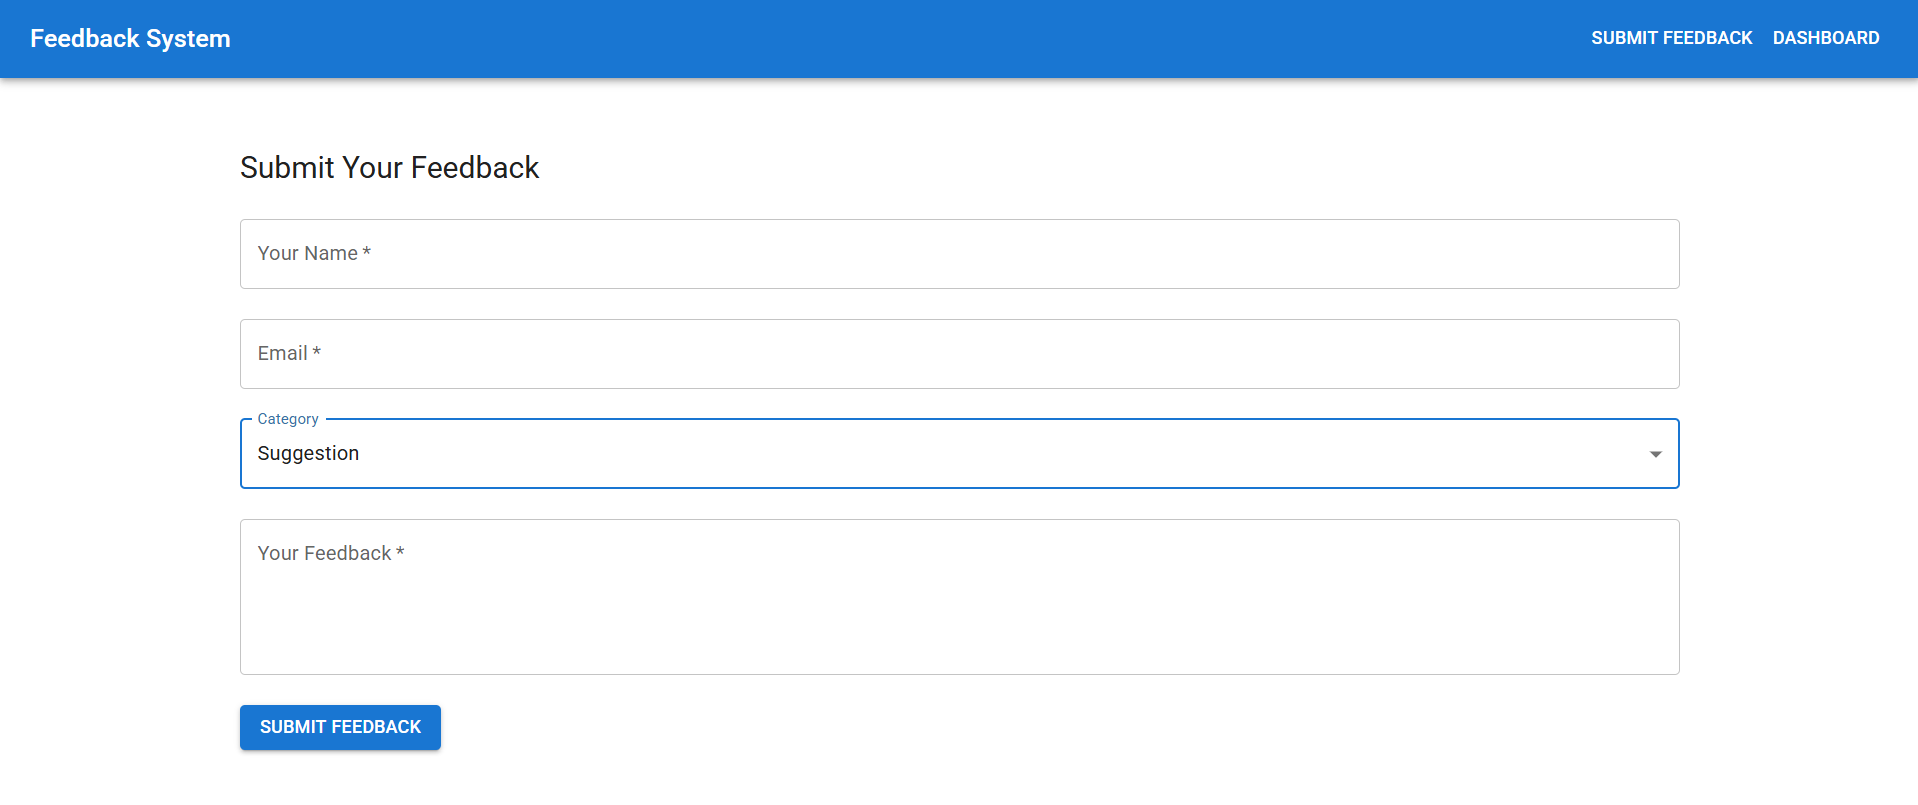 Feedback System
SUBMIT FEEDBACK DASHBOARD
Submit Your Feedback
Your Name *
Email *
Category
Suggestion
Your Feedback *
SUBMIT FEEDBACK